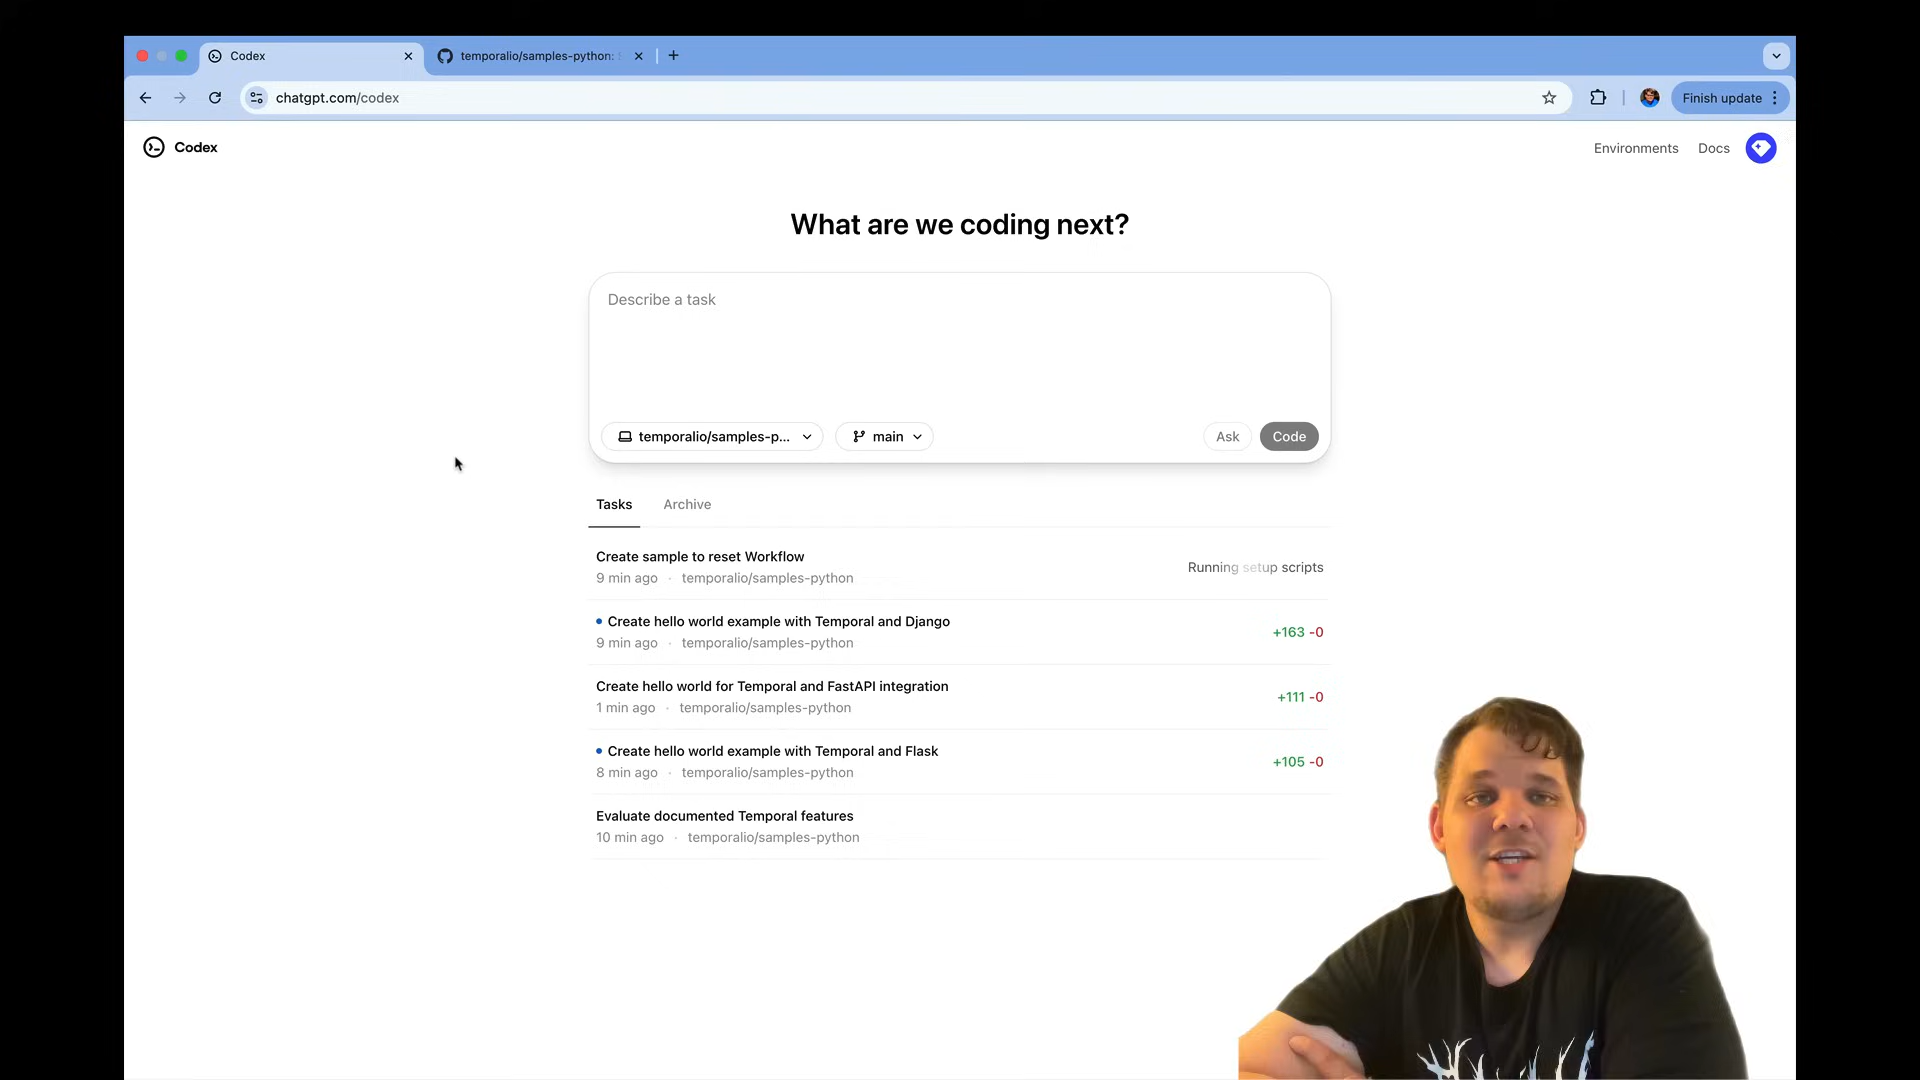 Codex
temporalio/samples-python:
chatgpt.com/codex
Finish update
Codex
Environments
Docs
What are we coding next?
Describe a task
temporalio/samples-p...
main
Ask
Code
Tasks
Archive
Create sample to reset Workflow
9 min ago · temporalio/samples-python
Running setup scripts
Create hello world example with Temporal and Django
9 min ago · temporalio/samples-python
+163 -0
Create hello world for Temporal and FastAPI integration
1 min ago · temporalio/samples-python
+111 -0
Create hello world example with Temporal and Flask
8 min ago · temporalio/samples-python
+105 -0
Evaluate documented Temporal features
10 min ago · temporalio/samples-python